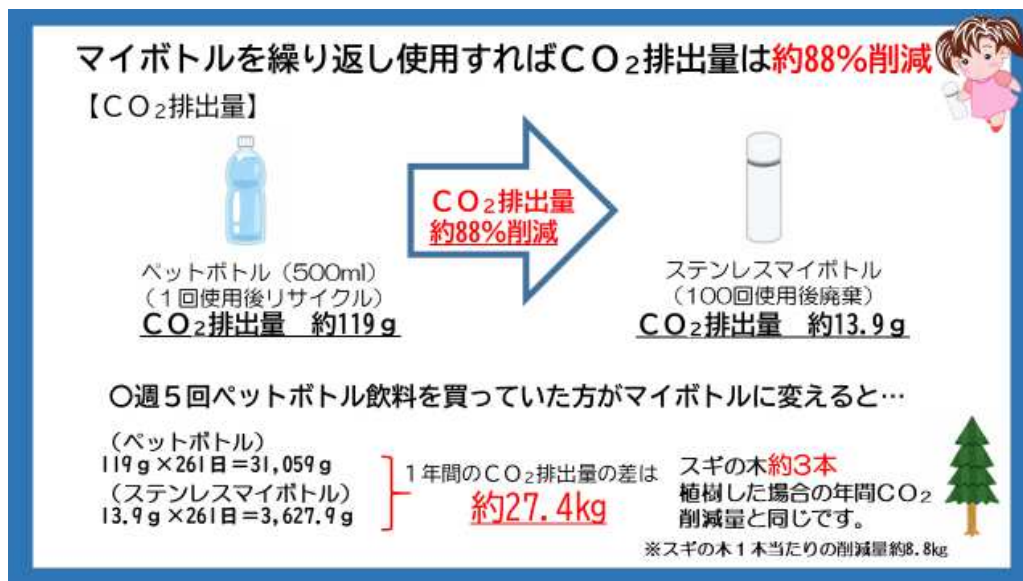 マイボトルを繰り返し使用すればCO₂排出量は約88%削減
【CO₂排出量】
CO₂排出量
約88%削減
ペットボトル（500ml）
（1回使用後リサイクル）
CO₂排出量　約119g
ステンレスマイボトル
（100回使用後廃棄）
CO₂排出量　約13.9g
〇週5回ペットボトル飲料を買っていた方がマイボトルに変えると…
（ペットボトル）
119g×261日＝31,059g
（ステンレスマイボトル）
13.9g×261日＝3,627.9g
1年間のCO₂排出量の差は
約27.4kg
スギの木約3本
植樹した場合の年間CO₂
削減量と同じです。
※スギの木1本当たりの削減量約8.8kg